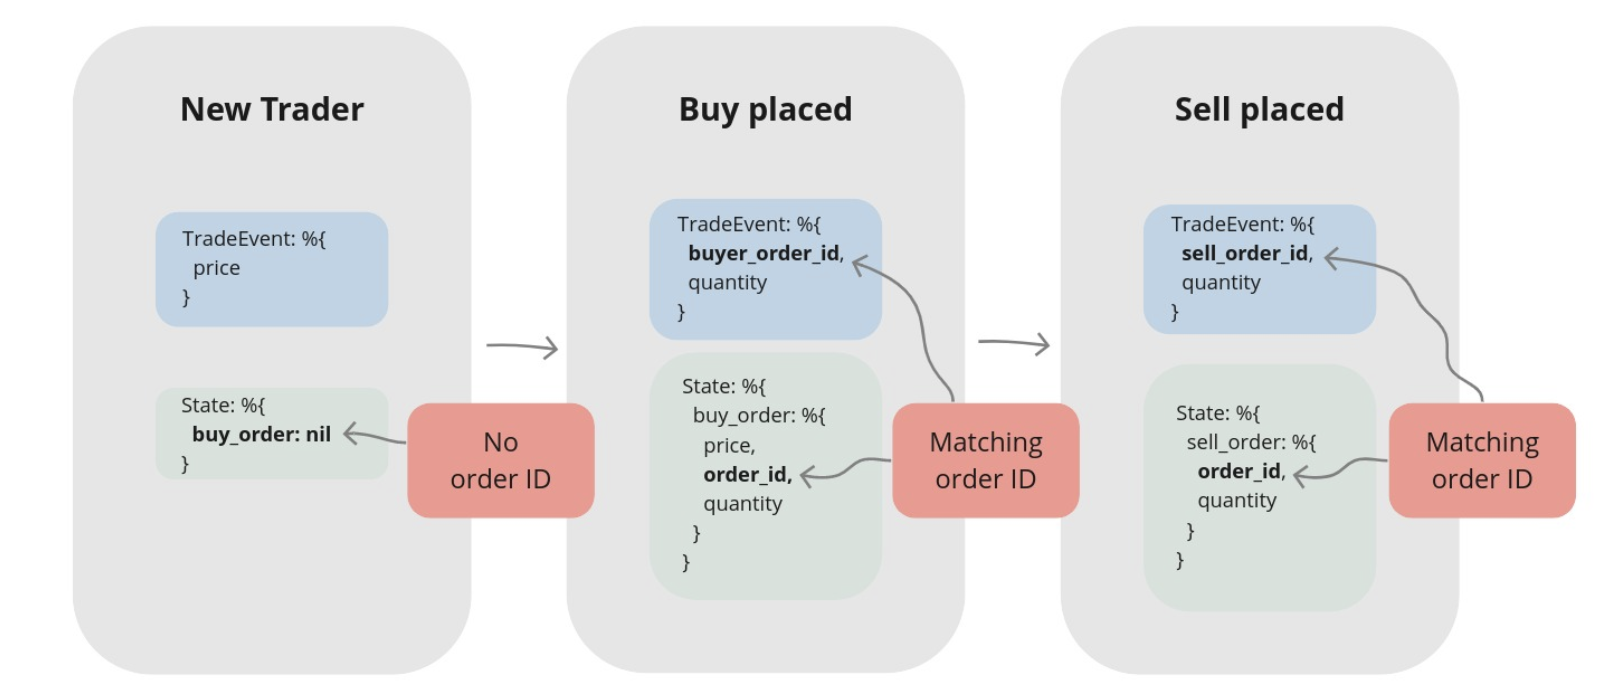 New Trader
TradeEvent: %{
price
}
State: %{
buy_order: nil
}
No
order ID
Buy placed
TradeEvent: %{
buyer_order_id,
quantity
}
State: %{
buy_order: %{
price,
order_id,
quantity
}
}
Matching
order ID
Sell placed
TradeEvent: %{
sell_order_id,
quantity
}
State: %{
sell_order: %{
order_id,
quantity
}
}
Matching
order ID